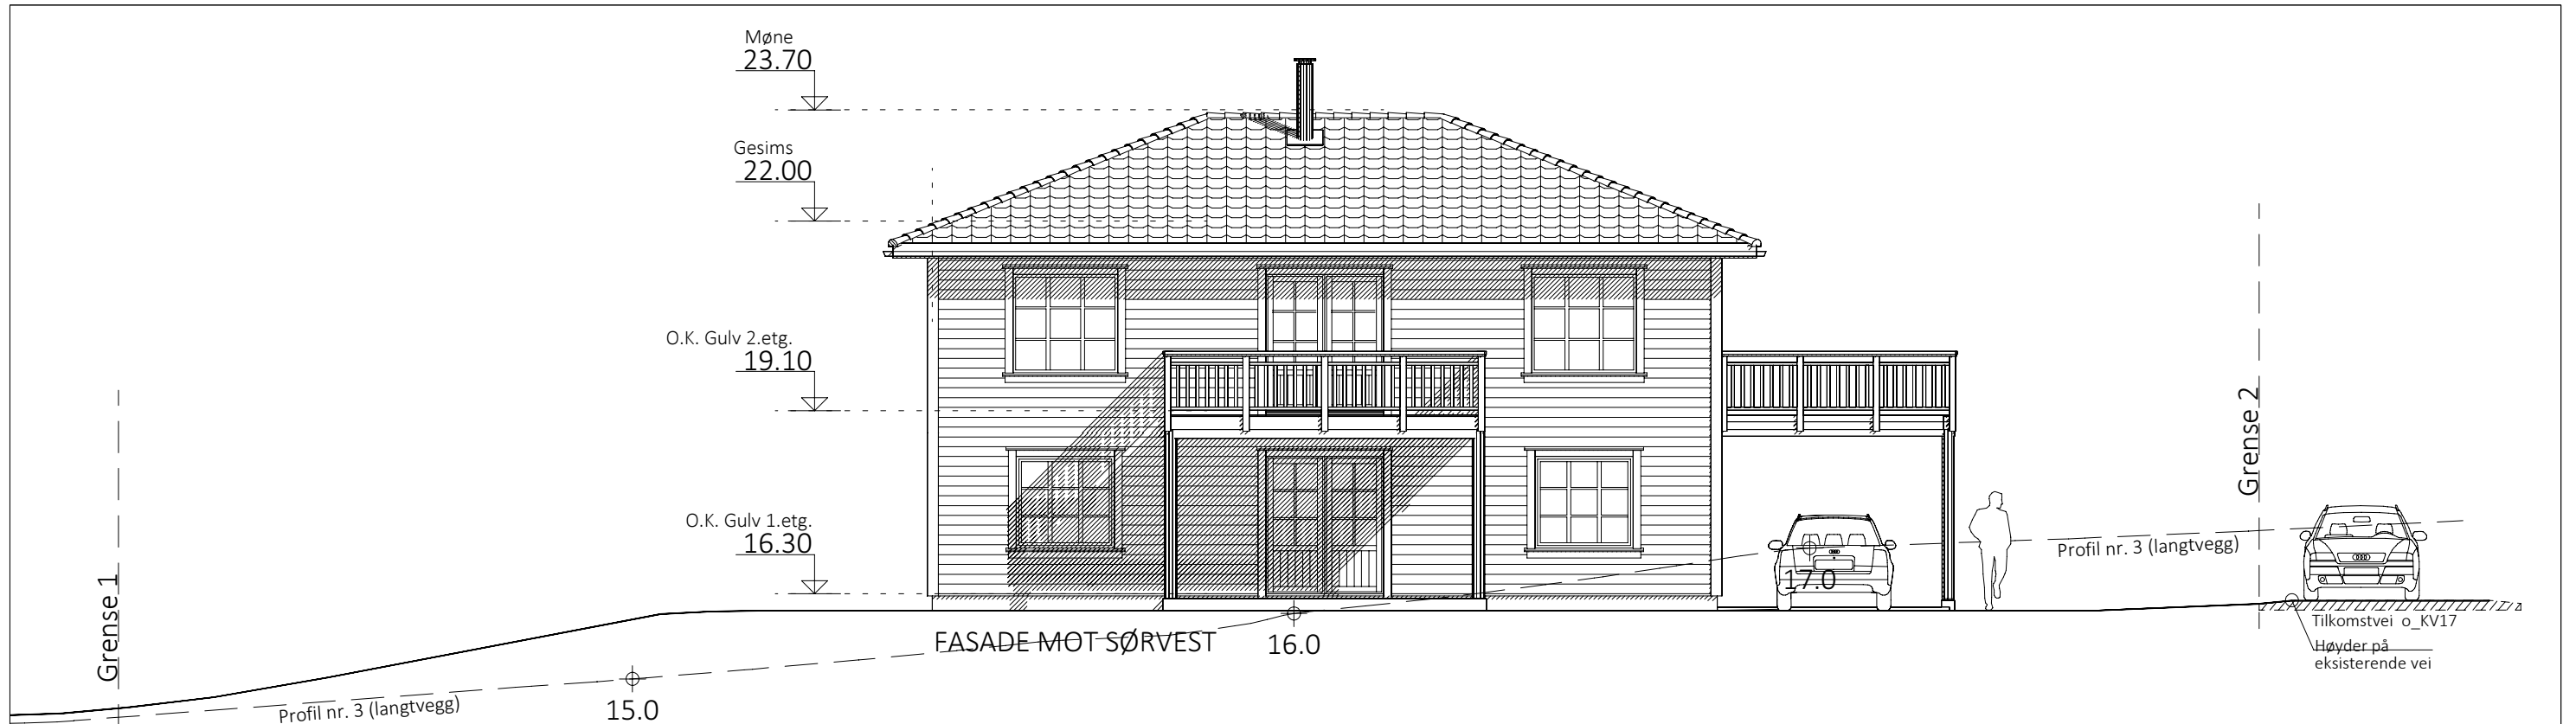 Møne
23.70
Gesims
22.00
O.K. Gulv 2.etg.
19.10
O.K. Gulv 1.etg.
16.30
Grense 1
Grense 2
Profil nr. 3 (langtvegg)
17.0
Tilkomstvei o_KV17
Høyder på
eksisterende vei
FASADE MOT SØRVEST
16.0
Profil nr. 3 (langtvegg)
15.0